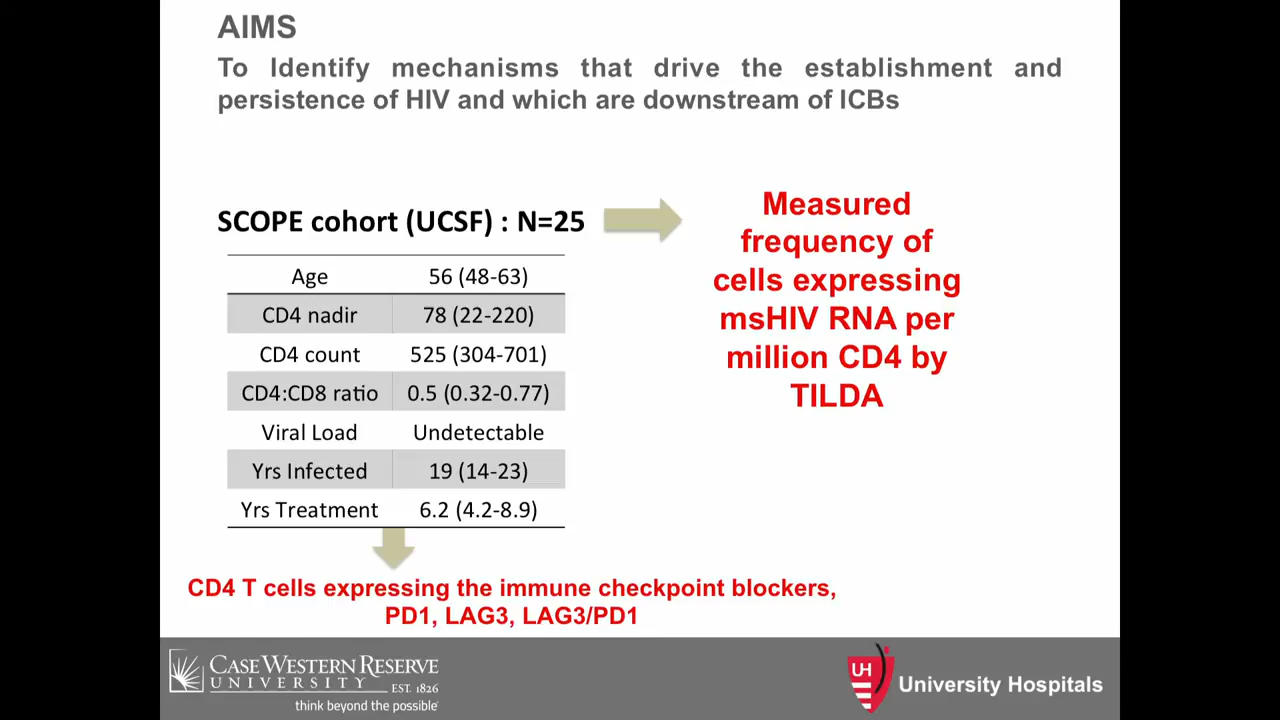 AIMS
To Identify mechanisms that drive the establishment and
persistence of HIV and which are downstream of ICBs
SCOPE cohort (UCSF) : N=25
Age 56 (48-63)
CD4 nadir 78 (22-220)
CD4 count 525 (304-701)
CD4:CD8 ratio 0.5 (0.32-0.77)
Viral Load Undetectable
Yrs Infected 19 (14-23)
Yrs Treatment 6.2 (4.2-8.9)
Measured
frequency of
cells expressing
msHIV RNA per
million CD4 by
TILDA
CD4 T cells expressing the immune checkpoint blockers,
PD1, LAG3, LAG3/PD1
CASE WESTERN RESERVE
UNIVERSITY EST. 1826
think beyond the possible
UH
University Hospitals